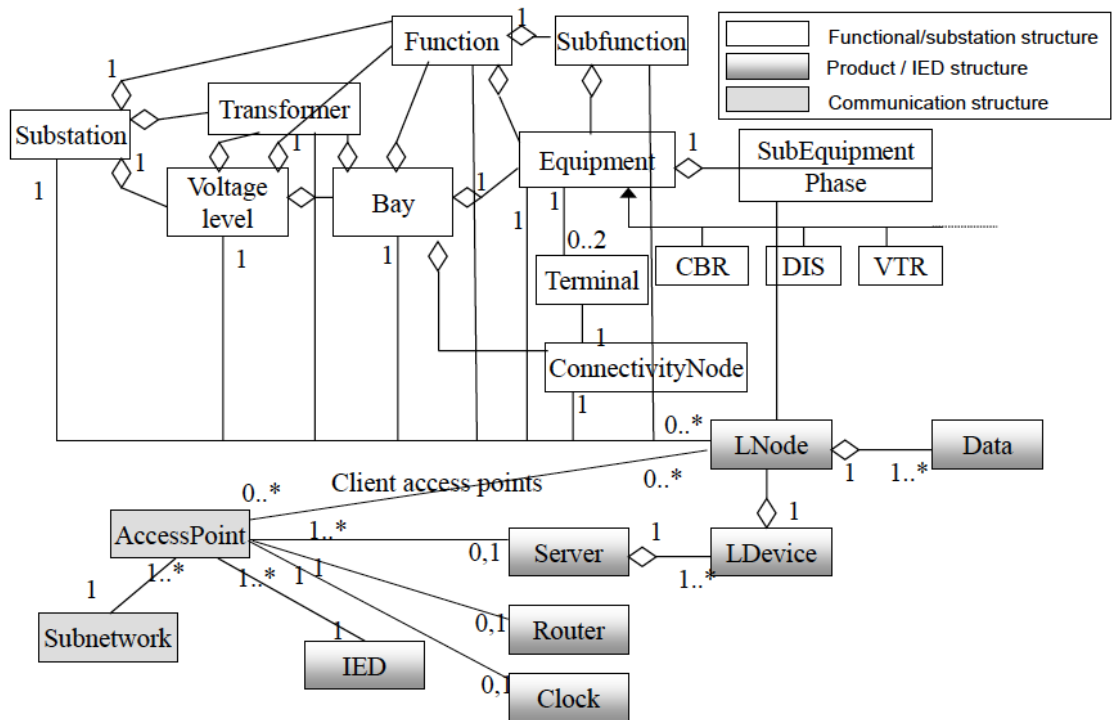 1
Function
Subfunction
Functional/substation structure
Product / IED structure
Communication structure
1
Transformer
Substation
1
1
1
1
Voltage
level
Bay
1
Equipment
1
SubEquipment
Phase
1
1
1
1
1
0..2
CBR
DIS
VTR
Terminal
1
ConnectivityNode
1
0..*
LNode
Data
1
1..*
Client access points
0..*
0..*
AccessPoint
1..*
0,1
Server
1
1..*
LDevice
1
1..*
1..*
1
1
1
Subnetwork
1
IED
0,1
Router
0,1
Clock